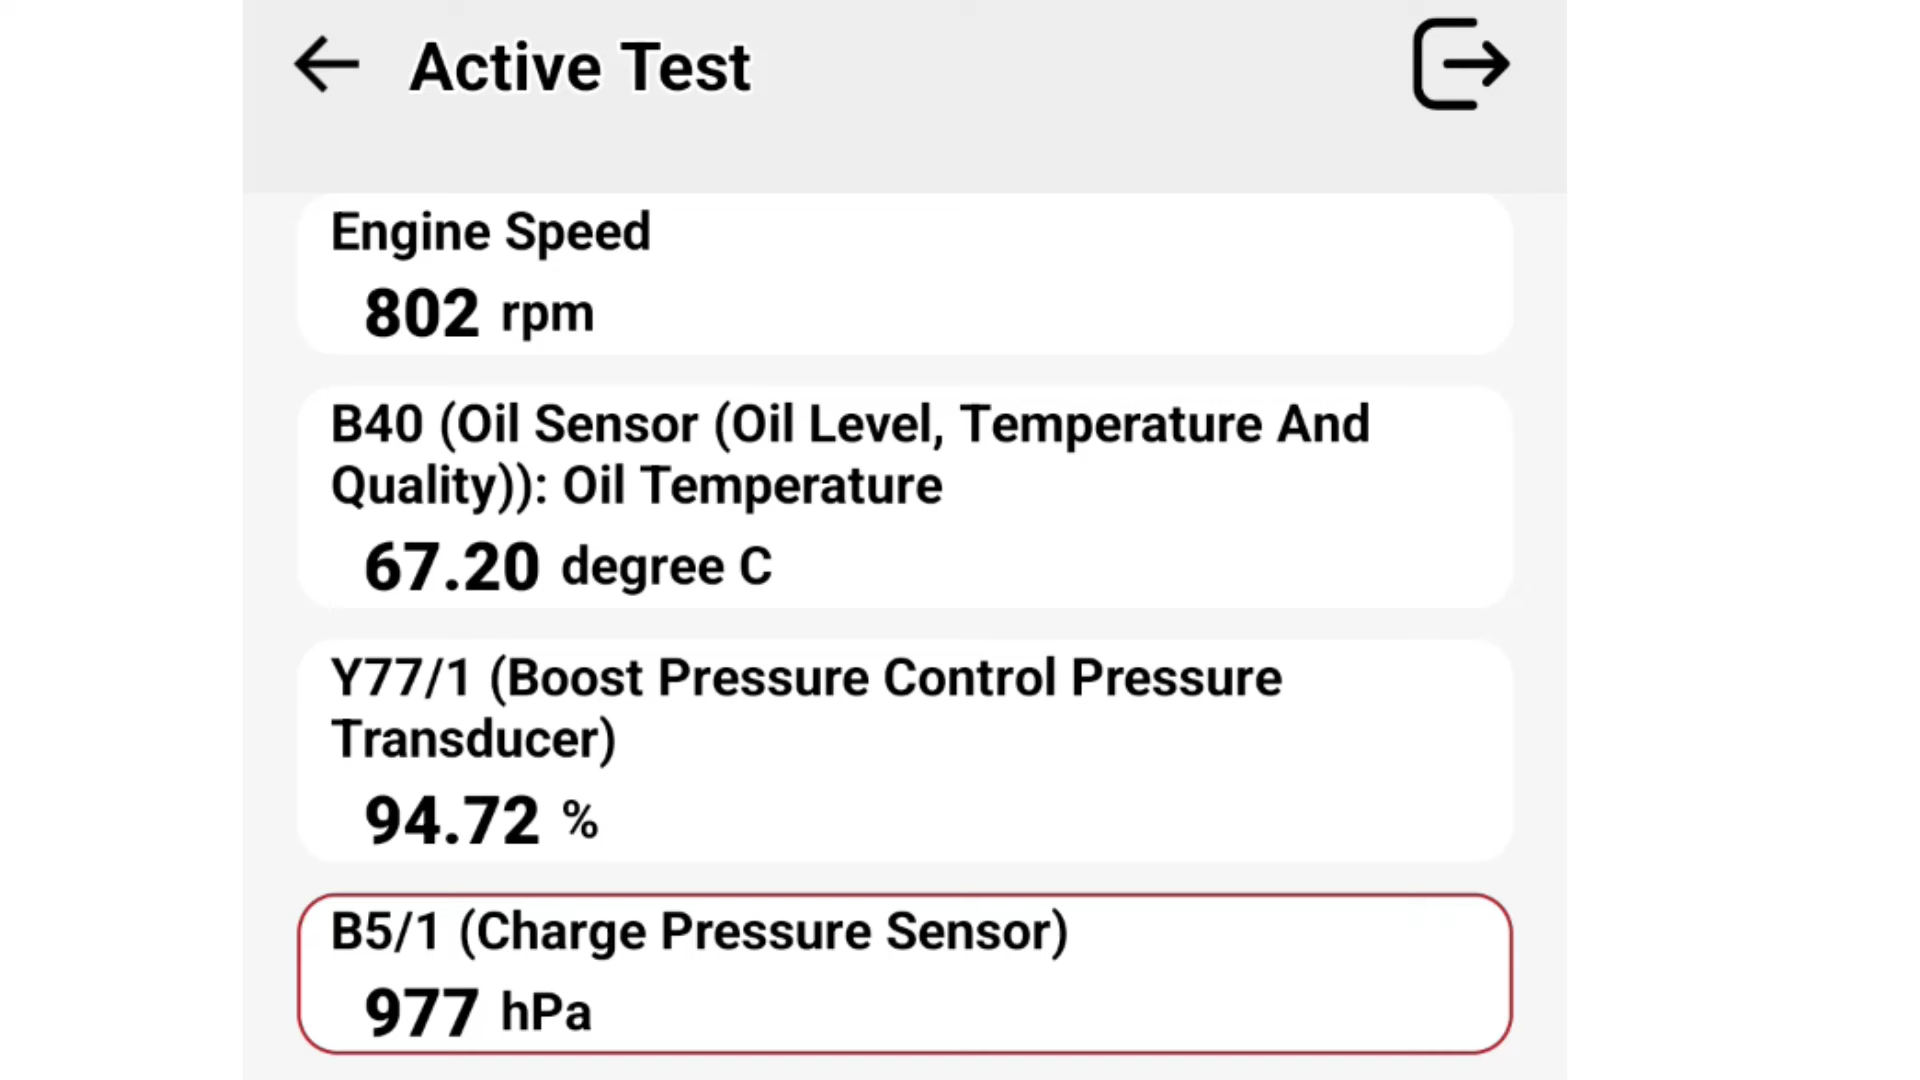 Active Test
Engine Speed
802 rpm
B40 (Oil Sensor (Oil Level, Temperature And
Quality)): Oil Temperature
67.20 degree C
Y77/1 (Boost Pressure Control Pressure
Transducer)
94.72 %
B5/1 (Charge Pressure Sensor)
977 hPa